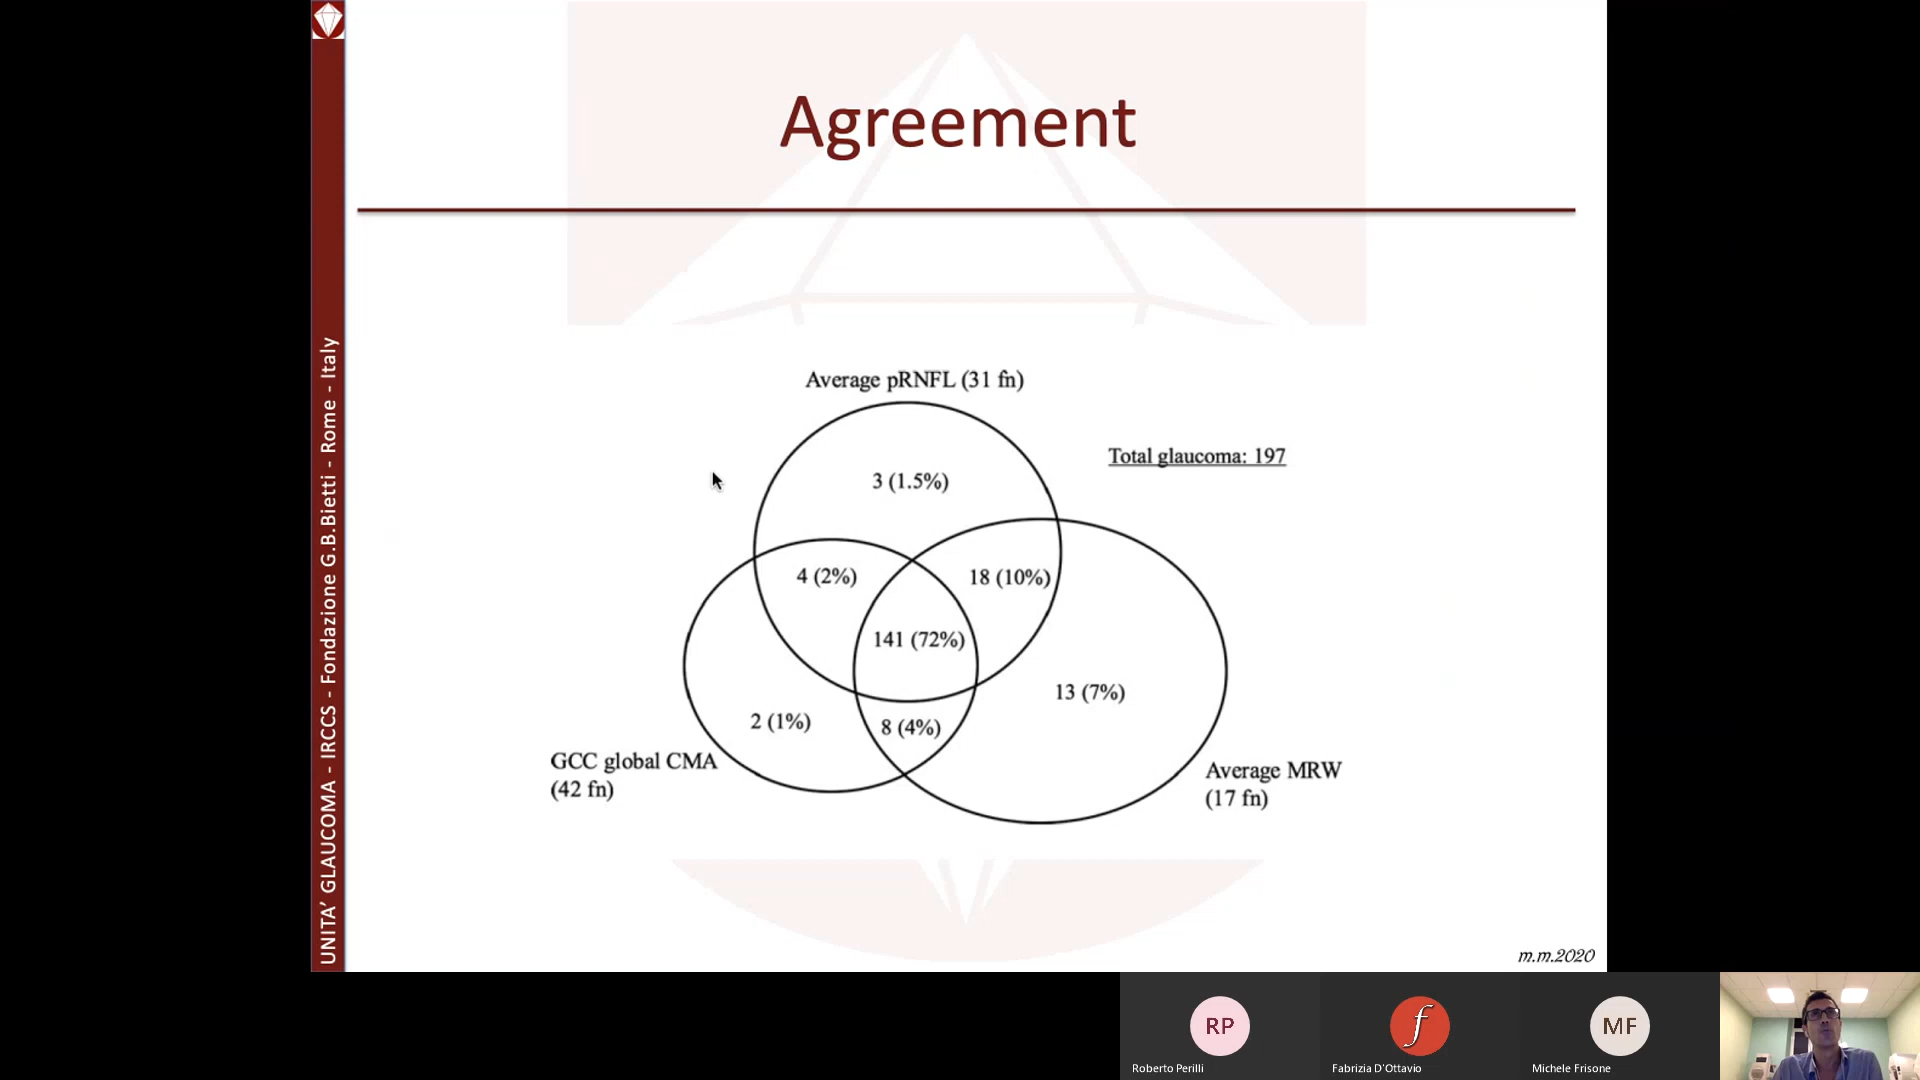 Agreement
UNITA’ GLAUCOMA - IRCCS - Fondazione G.B.Bietti - Rome - Italy
Average pRNFL (31 fn)
Total glaucoma: 197
3 (1.5%)
4 (2%)
18 (10%)
141 (72%)
13 (7%)
2 (1%)
8 (4%)
GCC global CMA
(42 fn)
Average MRW
(17 fn)
m.m.2020
RP
f
MF
Roberto Perilli
Fabrizia D'Ottavio
Michele Frisone